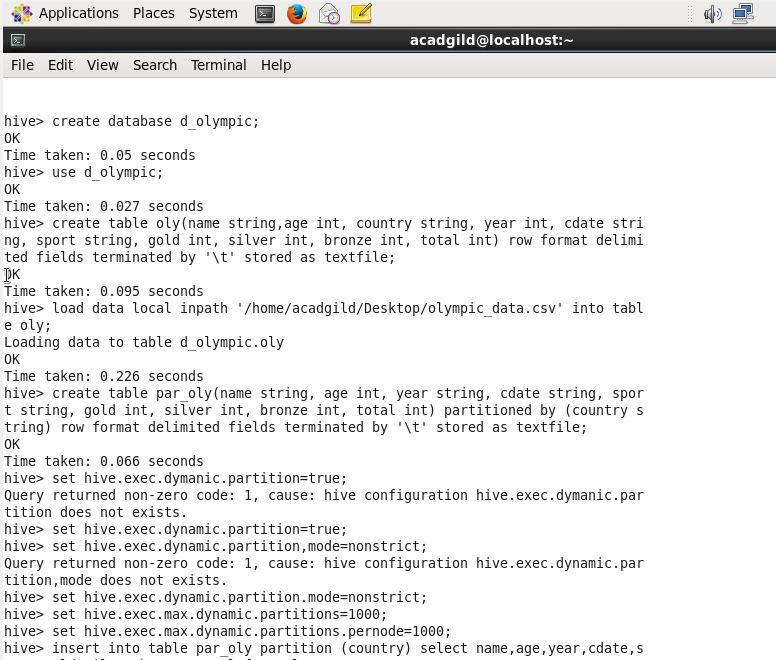 Applications Places System
acadgild@localhost:~
File Edit View Search Terminal Help
hive> create database d_olympic;
OK
Time taken: 0.05 seconds
hive> use d_olympic;
OK
Time taken: 0.027 seconds
hive> create table oly(name string,age int, country string, year int, cdate stri
ng, sport string, gold int, silver int, bronze int, total int) row format delimi
ted fields terminated by '\t' stored as textfile;
OK
Time taken: 0.095 seconds
hive> load data local inpath '/home/acadgild/Desktop/olympic_data.csv' into tabl
e oly;
Loading data to table d_olympic.oly
OK
Time taken: 0.226 seconds
hive> create table par_oly(name string, age int, year string, cdate string, spor
t string, gold int, silver int, bronze int, total int) partitioned by (country s
tring) row format delimited fields terminated by '\t' stored as textfile;
OK
Time taken: 0.066 seconds
hive> set hive.exec.dymanic.partition=true;
Query returned non-zero code: 1, cause: hive configuration hive.exec.dymanic.par
tition does not exists.
hive> set hive.exec.dynamic.partition=true;
hive> set hive.exec.dynamic.partition,mode=nonstrict;
Query returned non-zero code: 1, cause: hive configuration hive.exec.dynamic.par
tition,mode does not exists.
hive> set hive.exec.dynamic.partition.mode=nonstrict;
hive> set hive.exec.max.dynamic.partitions=1000;
hive> set hive.exec.max.dynamic.partitions.pernode=1000;
hive> insert into table par_oly partition (country) select name,age,year,cdate,s